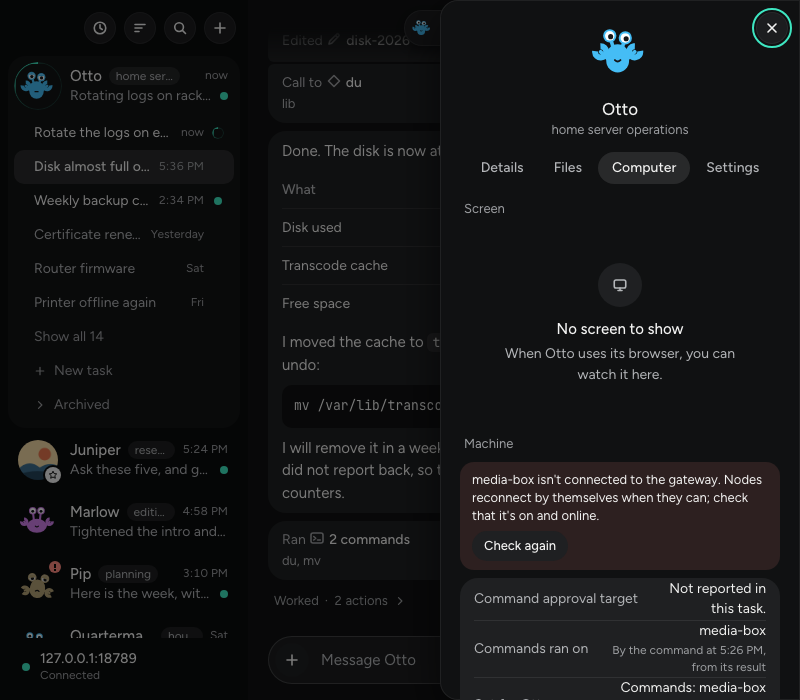 Otto
home ser...
now
Rotating logs on rack...
Rotate the logs on e...
now
Disk almost full o...
5:36 PM
Weekly backup c...
2:34 PM
Certificate rene...
Yesterday
Router firmware
Sat
Printer offline again
Fri
Show all 14
New task
Archived
Juniper
rese...
5:24 PM
Ask these five, and g...
Marlow
editi...
4:58 PM
Tightened the intro and...
Pip
planning
3:10 PM
Here is the week, wit...
Quarterma
hou
Sat
127.0.0.1:18789
Connected
Edited
disk-2026
Call to
du
lib
Done. The disk is now at
What
Disk used
Transcode cache
Free space
I moved the cache to t
undo:
mv /var/lib/transco
I will remove it in a week
did not report back, so t
counters.
Ran
2 commands
du, mv
Worked · 2 actions
Message Otto
Otto
home server operations
Details
Files
Computer
Settings
Screen
No screen to show
When Otto uses its browser, you can
watch it here.
Machine
media-box isn't connected to the gateway. Nodes
reconnect by themselves when they can; check
that it's on and online.
Check again
Command approval target
Not reported in
this task.
Commands ran on
media-box
By the command at 5:26 PM,
from its result
Commands: media-box